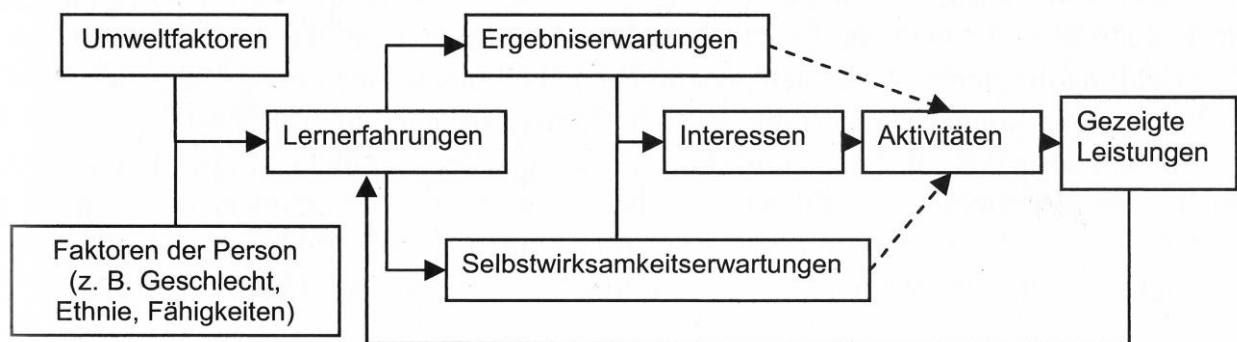 Umweltfaktoren
Ergebniserwartungen
Lernerfahrungen
Interessen
Aktivitäten
Gezeigte
Leistungen
Faktoren der Person
(z. B. Geschlecht,
Ethnie, Fähigkeiten)
Selbstwirksamkeitserwartungen